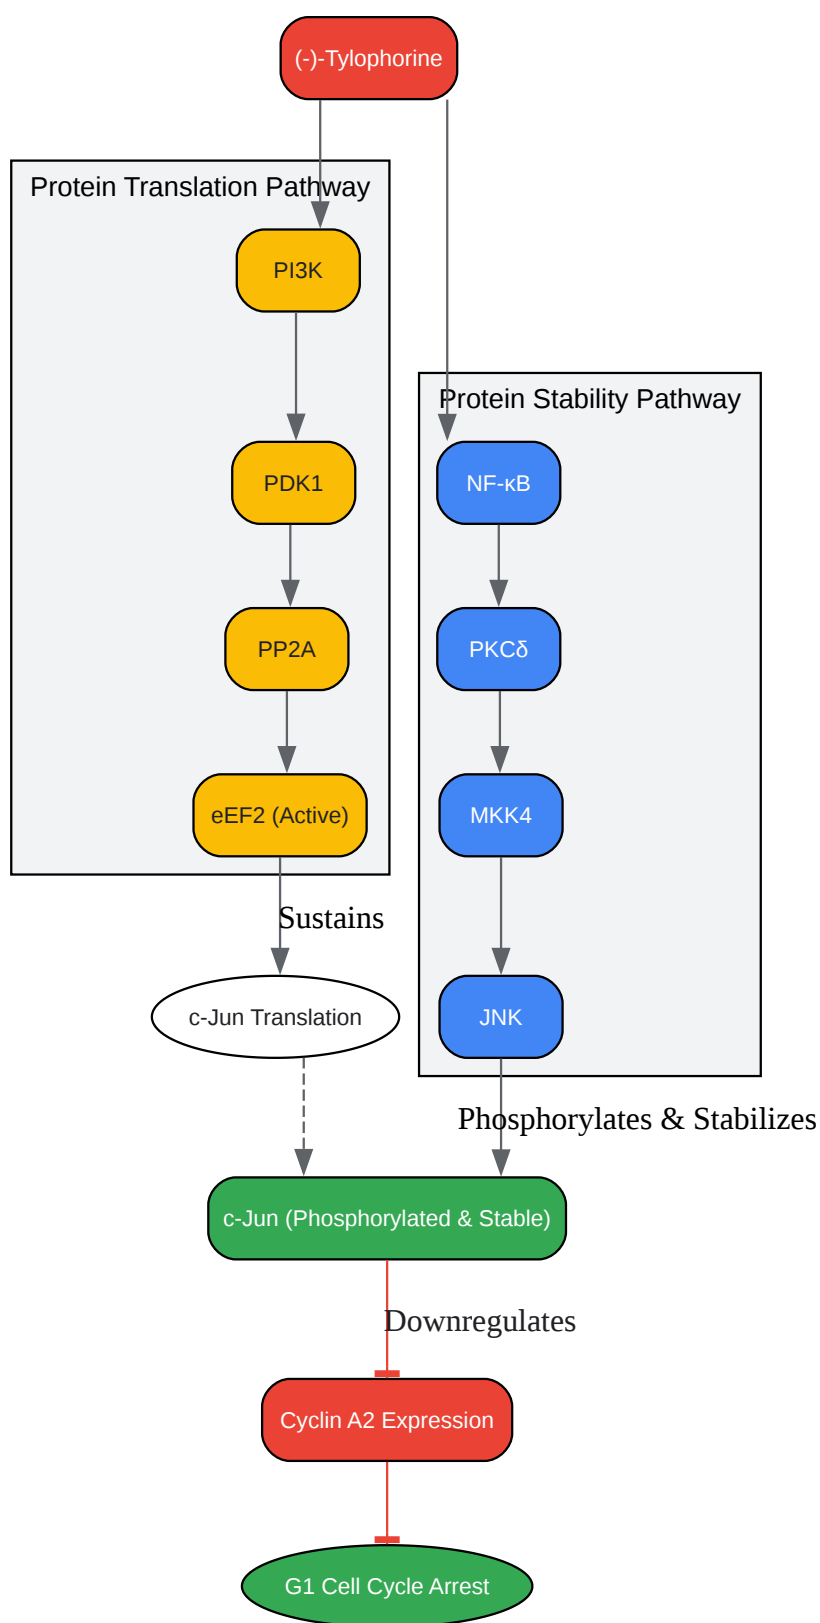 (-)-Tylophorine
Protein Translation Pathway
PI3K
Protein Stability Pathway
PDK1
NF-κB
PP2A
PKCδ
eEF2 (Active)
MKK4
Sustains
c-Jun Translation
JNK
Phosphorylates & Stabilizes
c-Jun (Phosphorylated & Stable)
Downregulates
Cyclin A2 Expression
G1 Cell Cycle Arrest